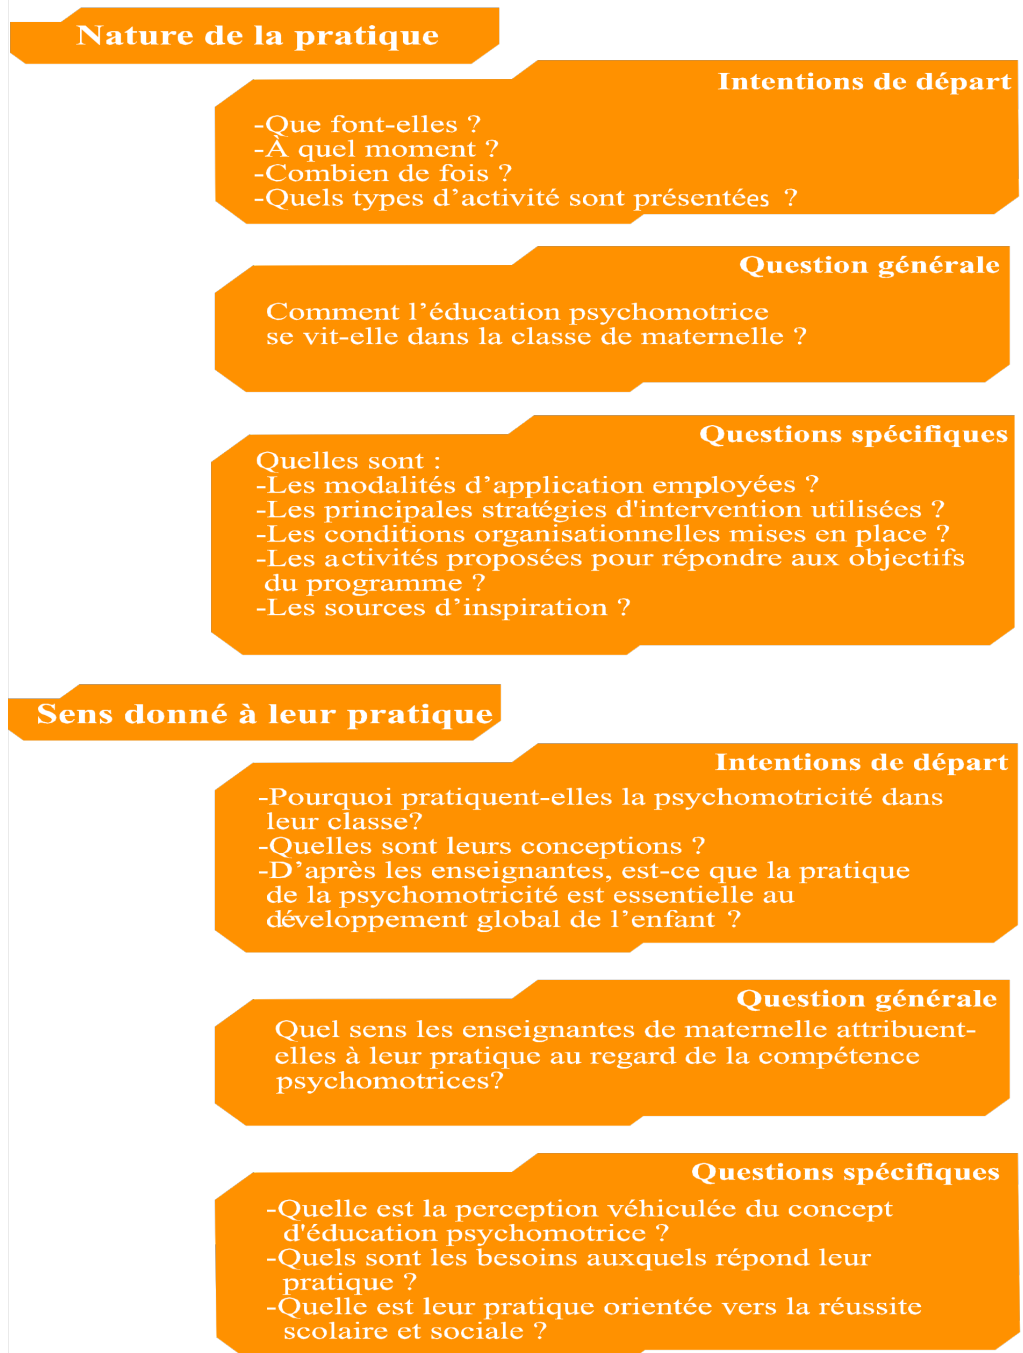 Nature de la pratique
Intentions de départ
-Que font-elles ?
-À quel moment ?
-Combien de fois ?
-Quels types d’activité sont présentées ?
Question générale
Comment l’éducation psychomotrice
se vit-elle dans la classe de maternelle ?
Questions spécifiques
Quelles sont :
-Les modalités d’application employées ?
-Les principales stratégies d'intervention utilisées ?
-Les conditions organisationnelles mises en place ?
-Les activités proposées pour répondre aux objectifs
du programme ?
-Les sources d’inspiration ?
Sens donné à leur pratique
Intentions de départ
-Pourquoi pratiquent-elles la psychomotricité dans
leur classe?
-Quelles sont leurs conceptions ?
-D’après les enseignantes, est-ce que la pratique
de la psychomotricité est essentielle au
développement global de l’enfant ?
Question générale
Quel sens les enseignantes de maternelle attribuent-
elles à leur pratique au regard de la compétence
psychomotrices?
Questions spécifiques
-Quelle est la perception véhiculée du concept
d'éducation psychomotrice ?
-Quels sont les besoins auxquels répond leur
pratique ?
-Quelle est leur pratique orientée vers la réussite
scolaire et sociale ?